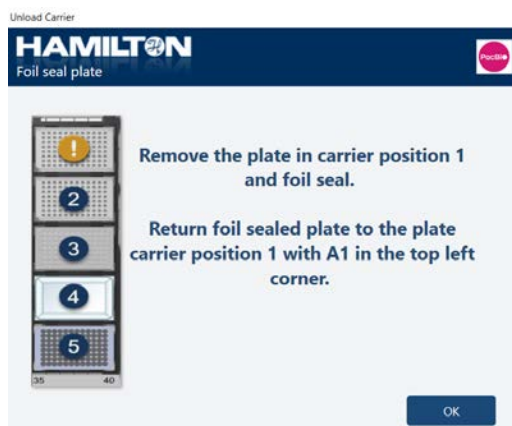 Unload Carrier
HAMILTON
Foil seal plate
PacBio
!
2
3
4
5
35 40
Remove the plate in carrier position 1
and foil seal.
Return foil sealed plate to the plate
carrier position 1 with A1 in the top left
corner.
OK